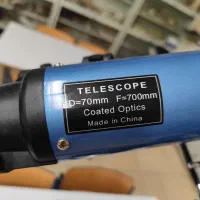 TELESCOPE
D=70mm F=700mm
Coated Optics
Made in China